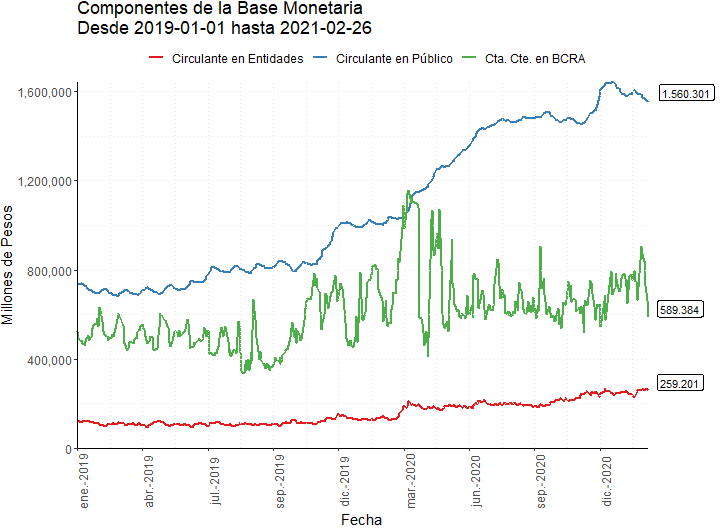 Componentes de la Base Monetaria
Desde 2019-01-01 hasta 2021-02-26
Circulante en Entidades Circulante en Público Cta. Cte. en BCRA
Millones de Pesos
1,600,000
1,200,000
800,000
400,000
0
1.560.301
589.384
259.201
ene.-2019
abr.-2019
jul.-2019
sep.-2019
dic.-2019
mar.-2020
jun.-2020
sep.-2020
dic.-2020
Fecha